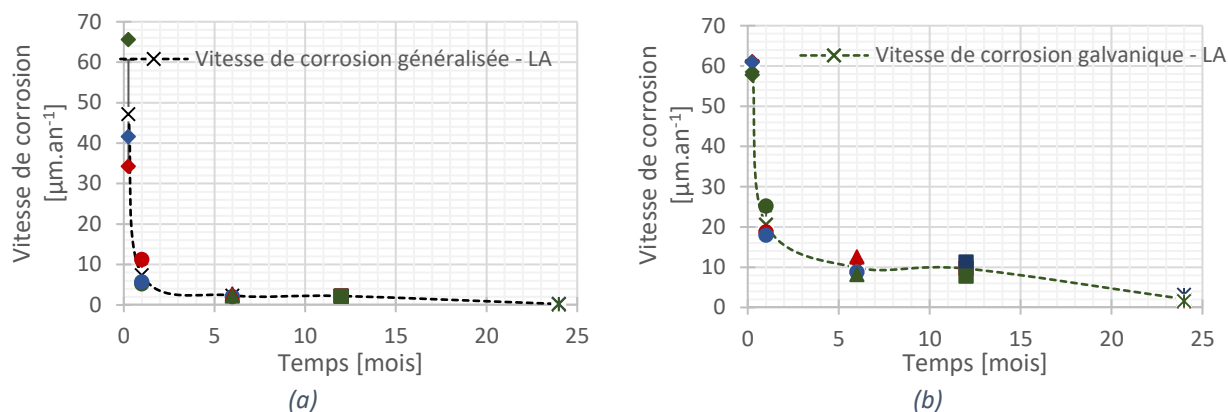 Vitesse de corrosion
[µm.an⁻¹]
70
60
50
40
30
20
10
0
Vitesse de corrosion généralisée - LA
0 5 10 15 20 25
Temps [mois]
(a)
Vitesse de corrosion
[µm.an⁻¹]
70
60
50
40
30
20
10
0
Vitesse de corrosion galvanique - LA
0 5 10 15 20 25
Temps [mois]
(b)